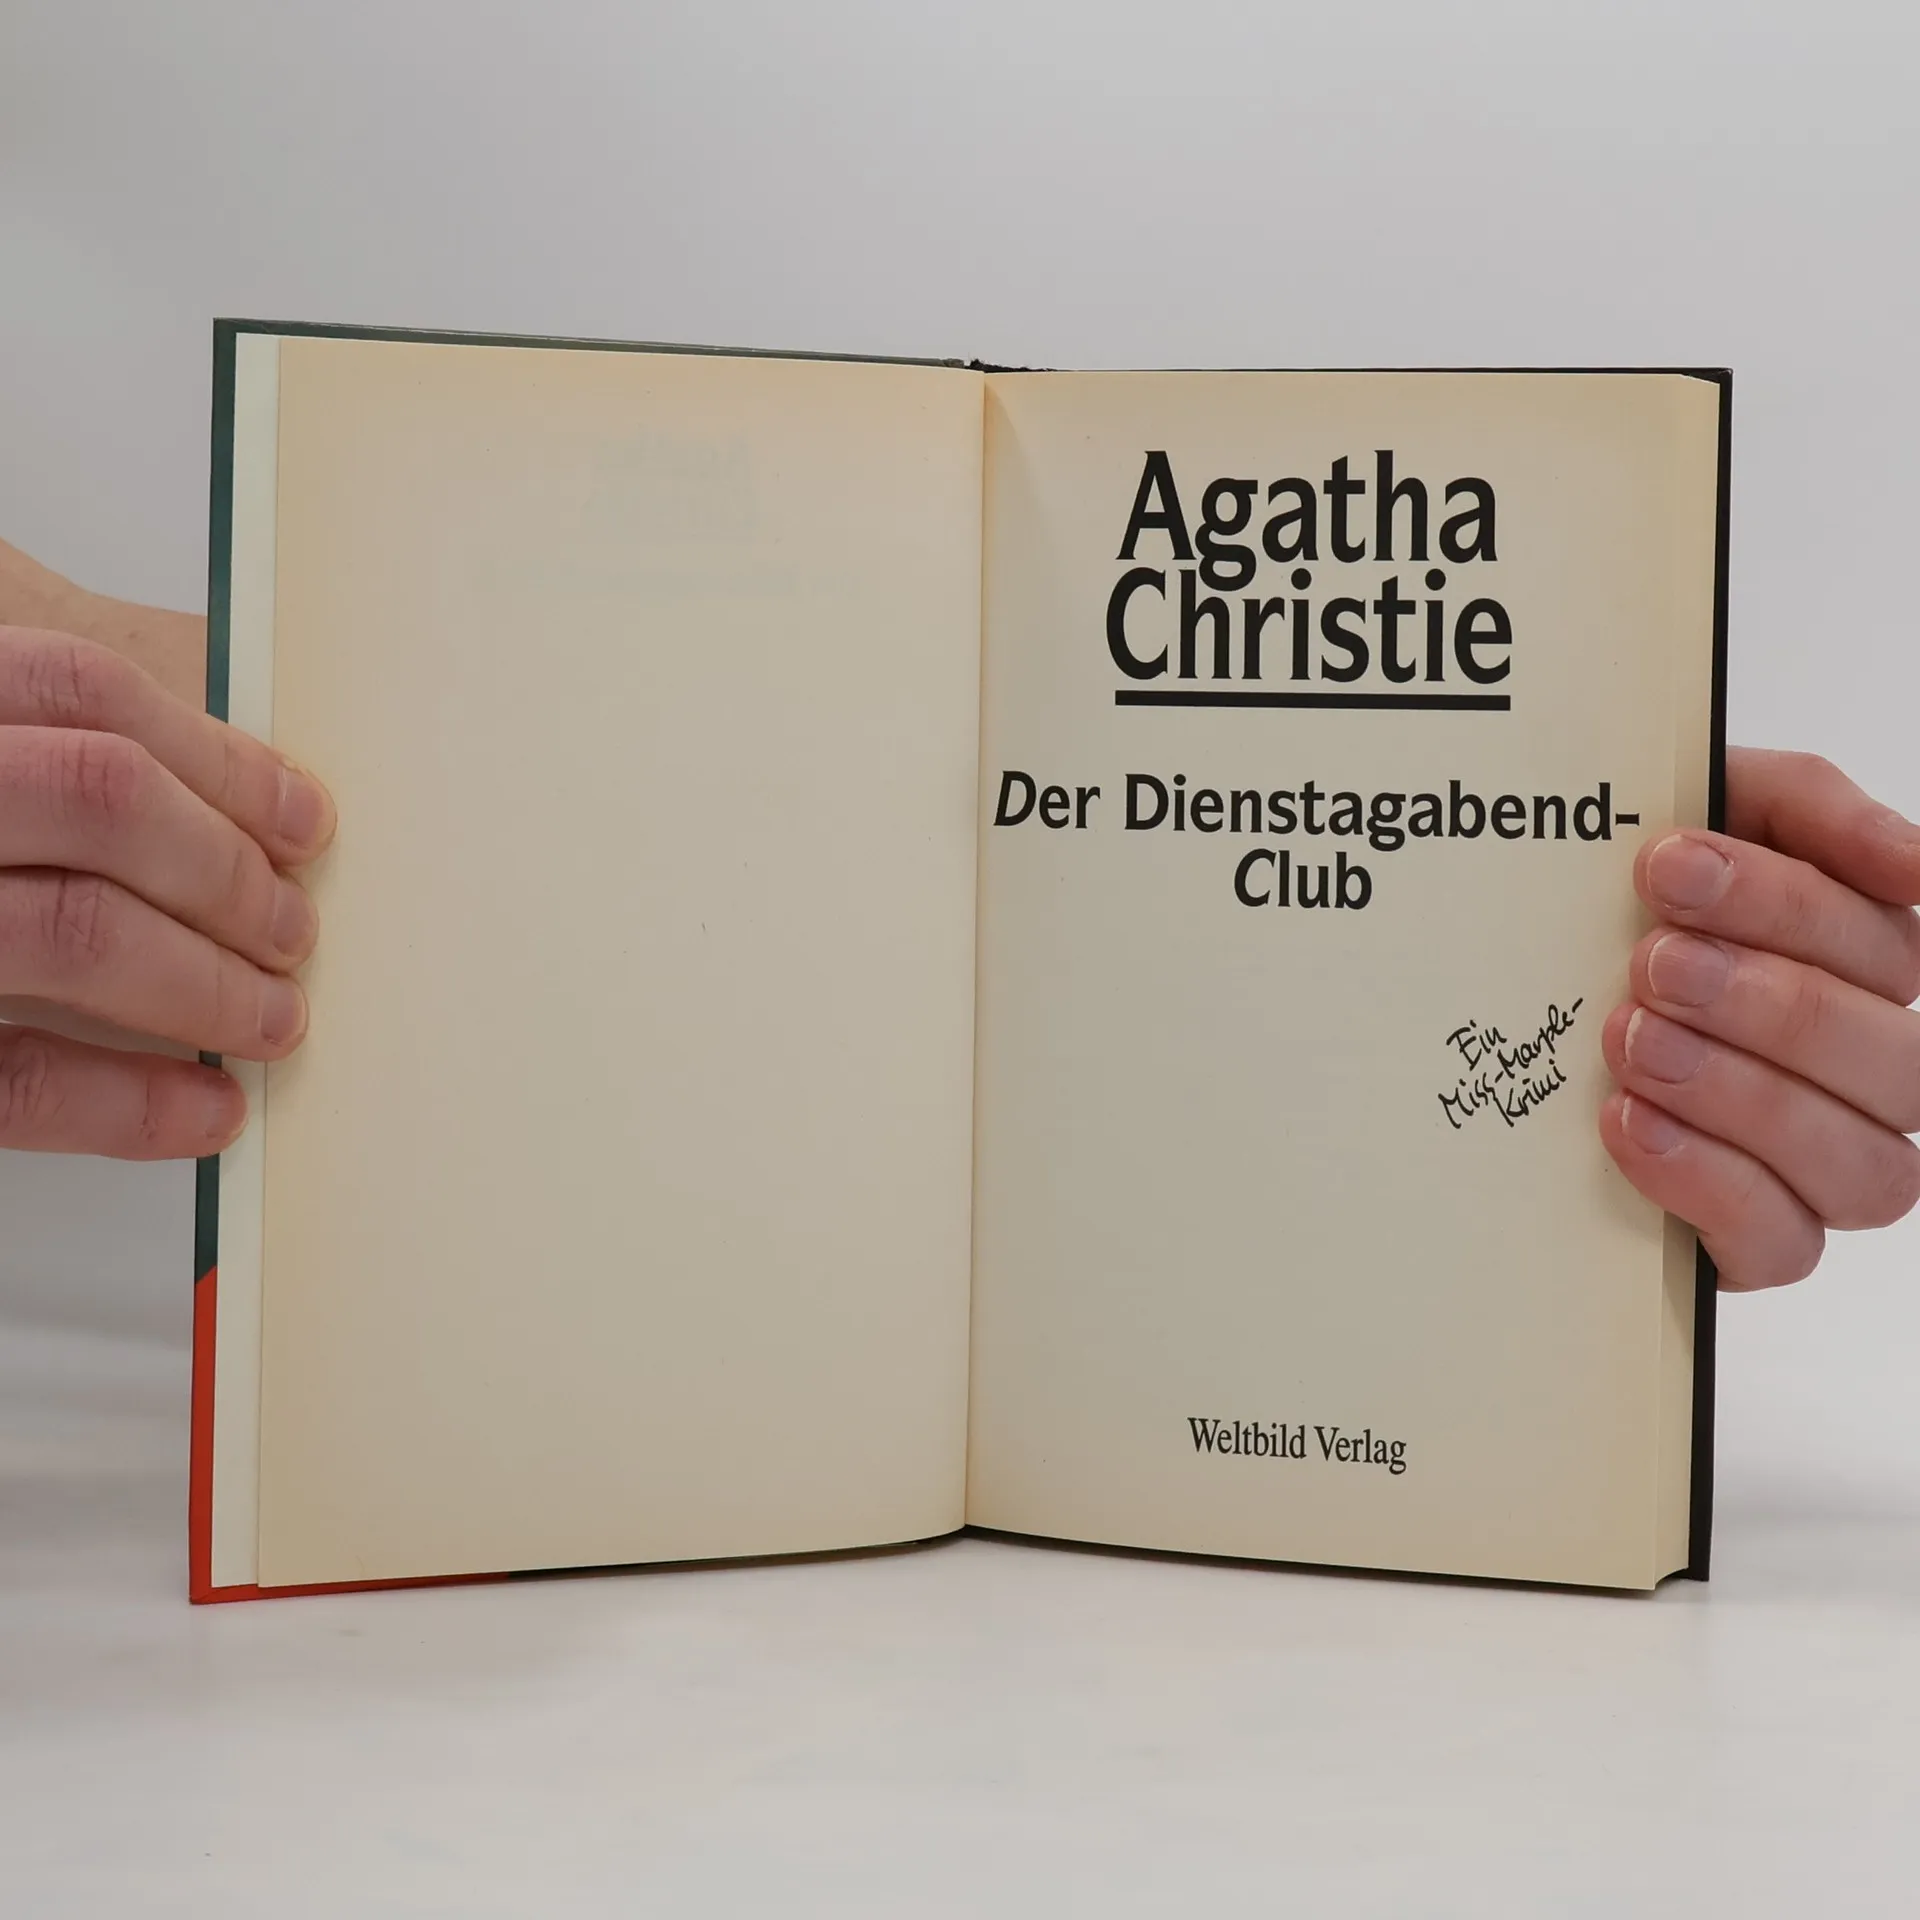 Agatha
Christie
Der Dienstagabend-
Club
Ein
Miss-Marple-
Krimi
Weltbild Verlag